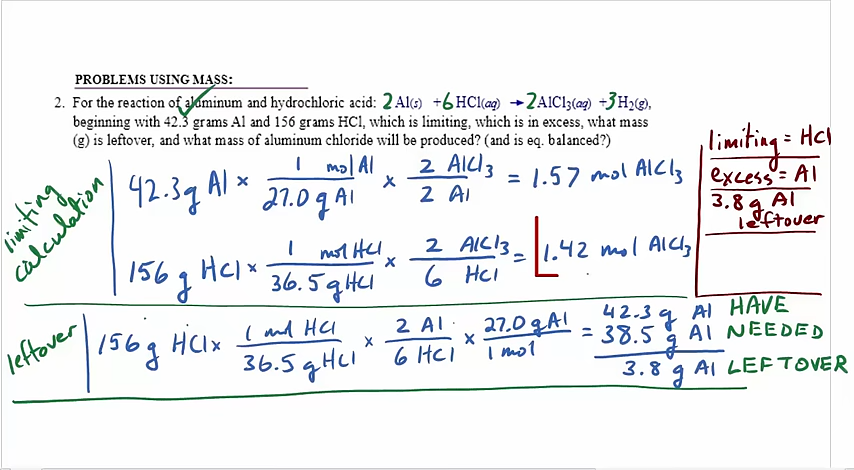 PROBLEMS USING MASS:
2. For the reaction of aluminum and hydrochloric acid: 2 Al(s) + 6 HCl(aq) → 2 AlCl3(aq) + 3 H2(g),
beginning with 42.3 grams Al and 156 grams HCl, which is limiting, which is in excess, what mass
(g) is leftover, and what mass of aluminum chloride will be produced? (and is eq. balanced?)
limiting = HCl
excess = Al
3.8 g Al
leftover
limiting
calculation
42.3g Al × 1 mol Al / 27.0 g Al × 2 AlCl3 / 2 Al = 1.57 mol AlCl3
156 g HCl × 1 mol HCl / 36.5 g HCl × 2 AlCl3 / 6 HCl = 1.42 mol AlCl3
leftover
156 g HCl × 1 mol HCl / 36.5 g HCl × 2 Al / 6 HCl × 27.0 g Al / 1 mol =
42.3 g Al HAVE
38.5 g Al NEEDED
3.8 g Al LEFTOVER